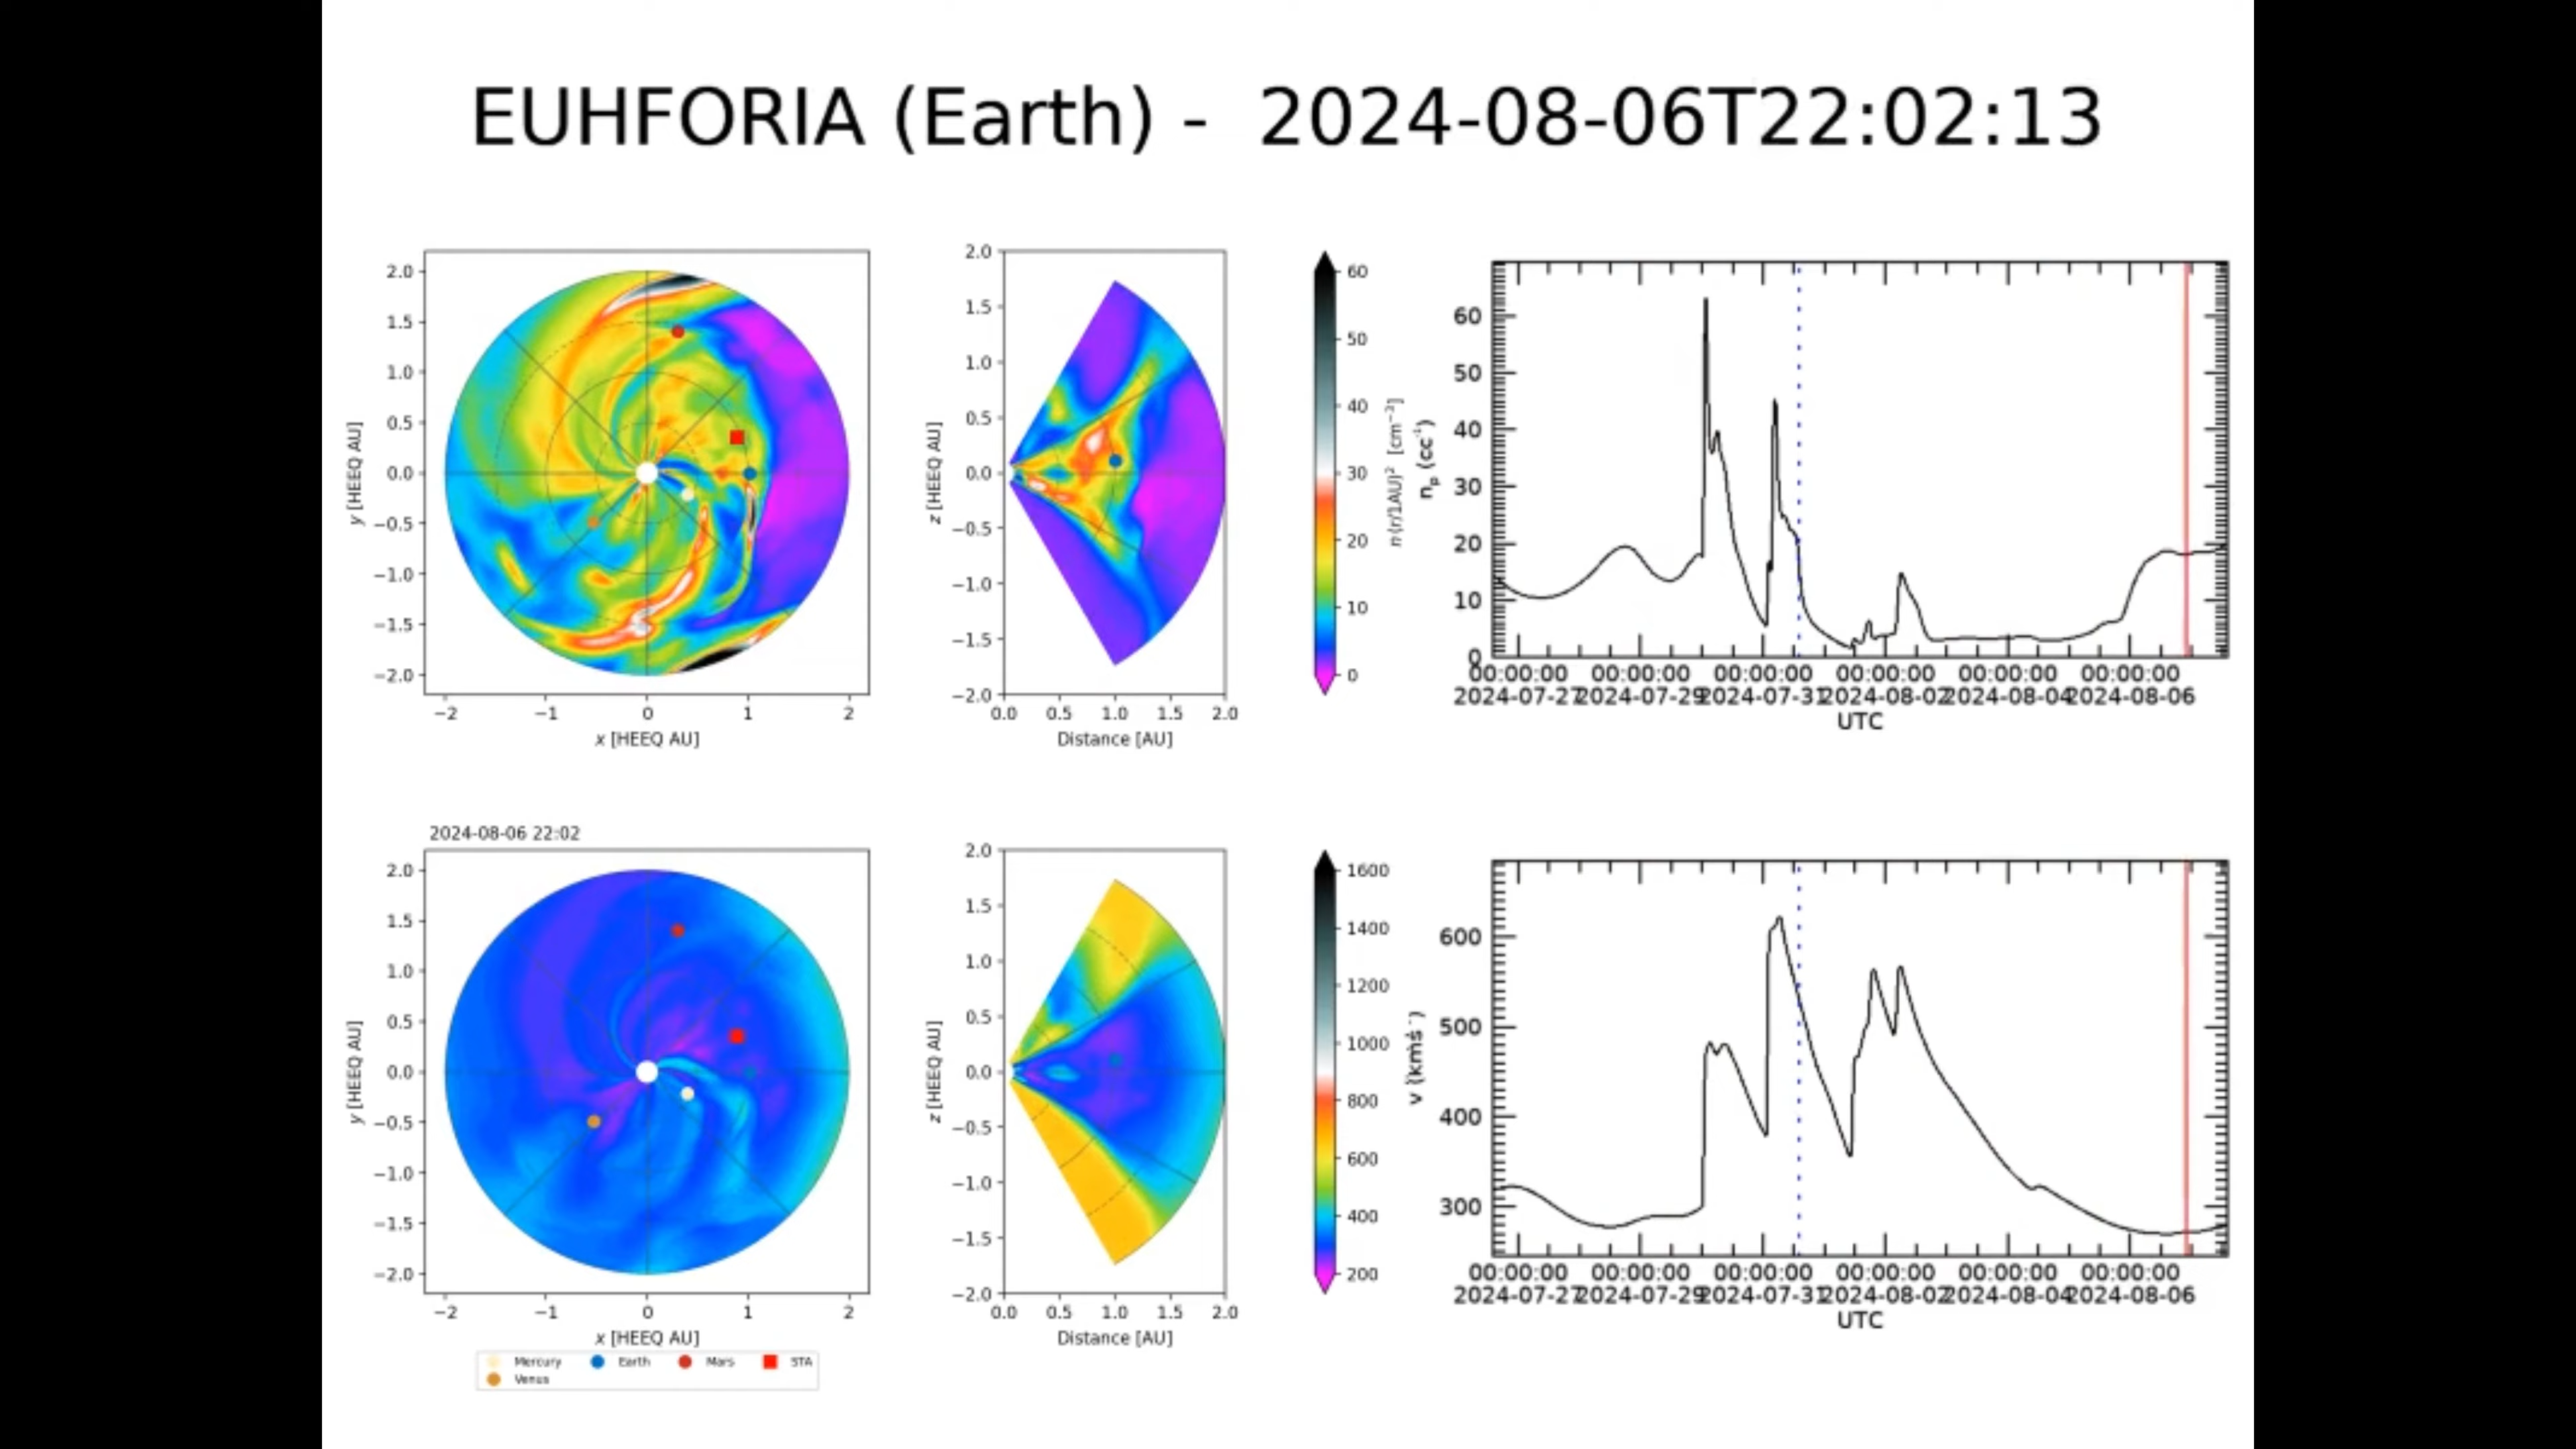 EUHFORIA (Earth) - 2024-08-06T22:02:13
2.0
1.5
1.0
0.5
0.0
−0.5
−1.0
−1.5
−2.0
y [HEEQ AU]
−2 −1 0 1 2
x [HEEQ AU]
2.0
1.5
1.0
0.5
0.0
−0.5
−1.0
−1.5
−2.0
z [HEEQ AU]
0.0 0.5 1.0 1.5 2.0
Distance [AU]
60
50
40
30
20
10
0
n (r/1AU)² [cm⁻³]
60
50
40
30
20
10
0
nₚ (cc⁻¹)
00:00:00 00:00:00 00:00:00 00:00:00 00:00:00 00:00:00
2024-07-27 2024-07-29 2024-07-31 2024-08-02 2024-08-04 2024-08-06
UTC
2024-08-06 22:02
2.0
1.5
1.0
0.5
0.0
−0.5
−1.0
−1.5
−2.0
y [HEEQ AU]
−2 −1 0 1 2
x [HEEQ AU]
Mercury Earth Mars STA
Venus
2.0
1.5
1.0
0.5
0.0
−0.5
−1.0
−1.5
−2.0
z [HEEQ AU]
0.0 0.5 1.0 1.5 2.0
Distance [AU]
1600
1400
1200
1000
800
600
400
200
600
500
400
300
v (kms⁻)
00:00:00 00:00:00 00:00:00 00:00:00 00:00:00 00:00:00
2024-07-27 2024-07-29 2024-07-31 2024-08-02 2024-08-04 2024-08-06
UTC